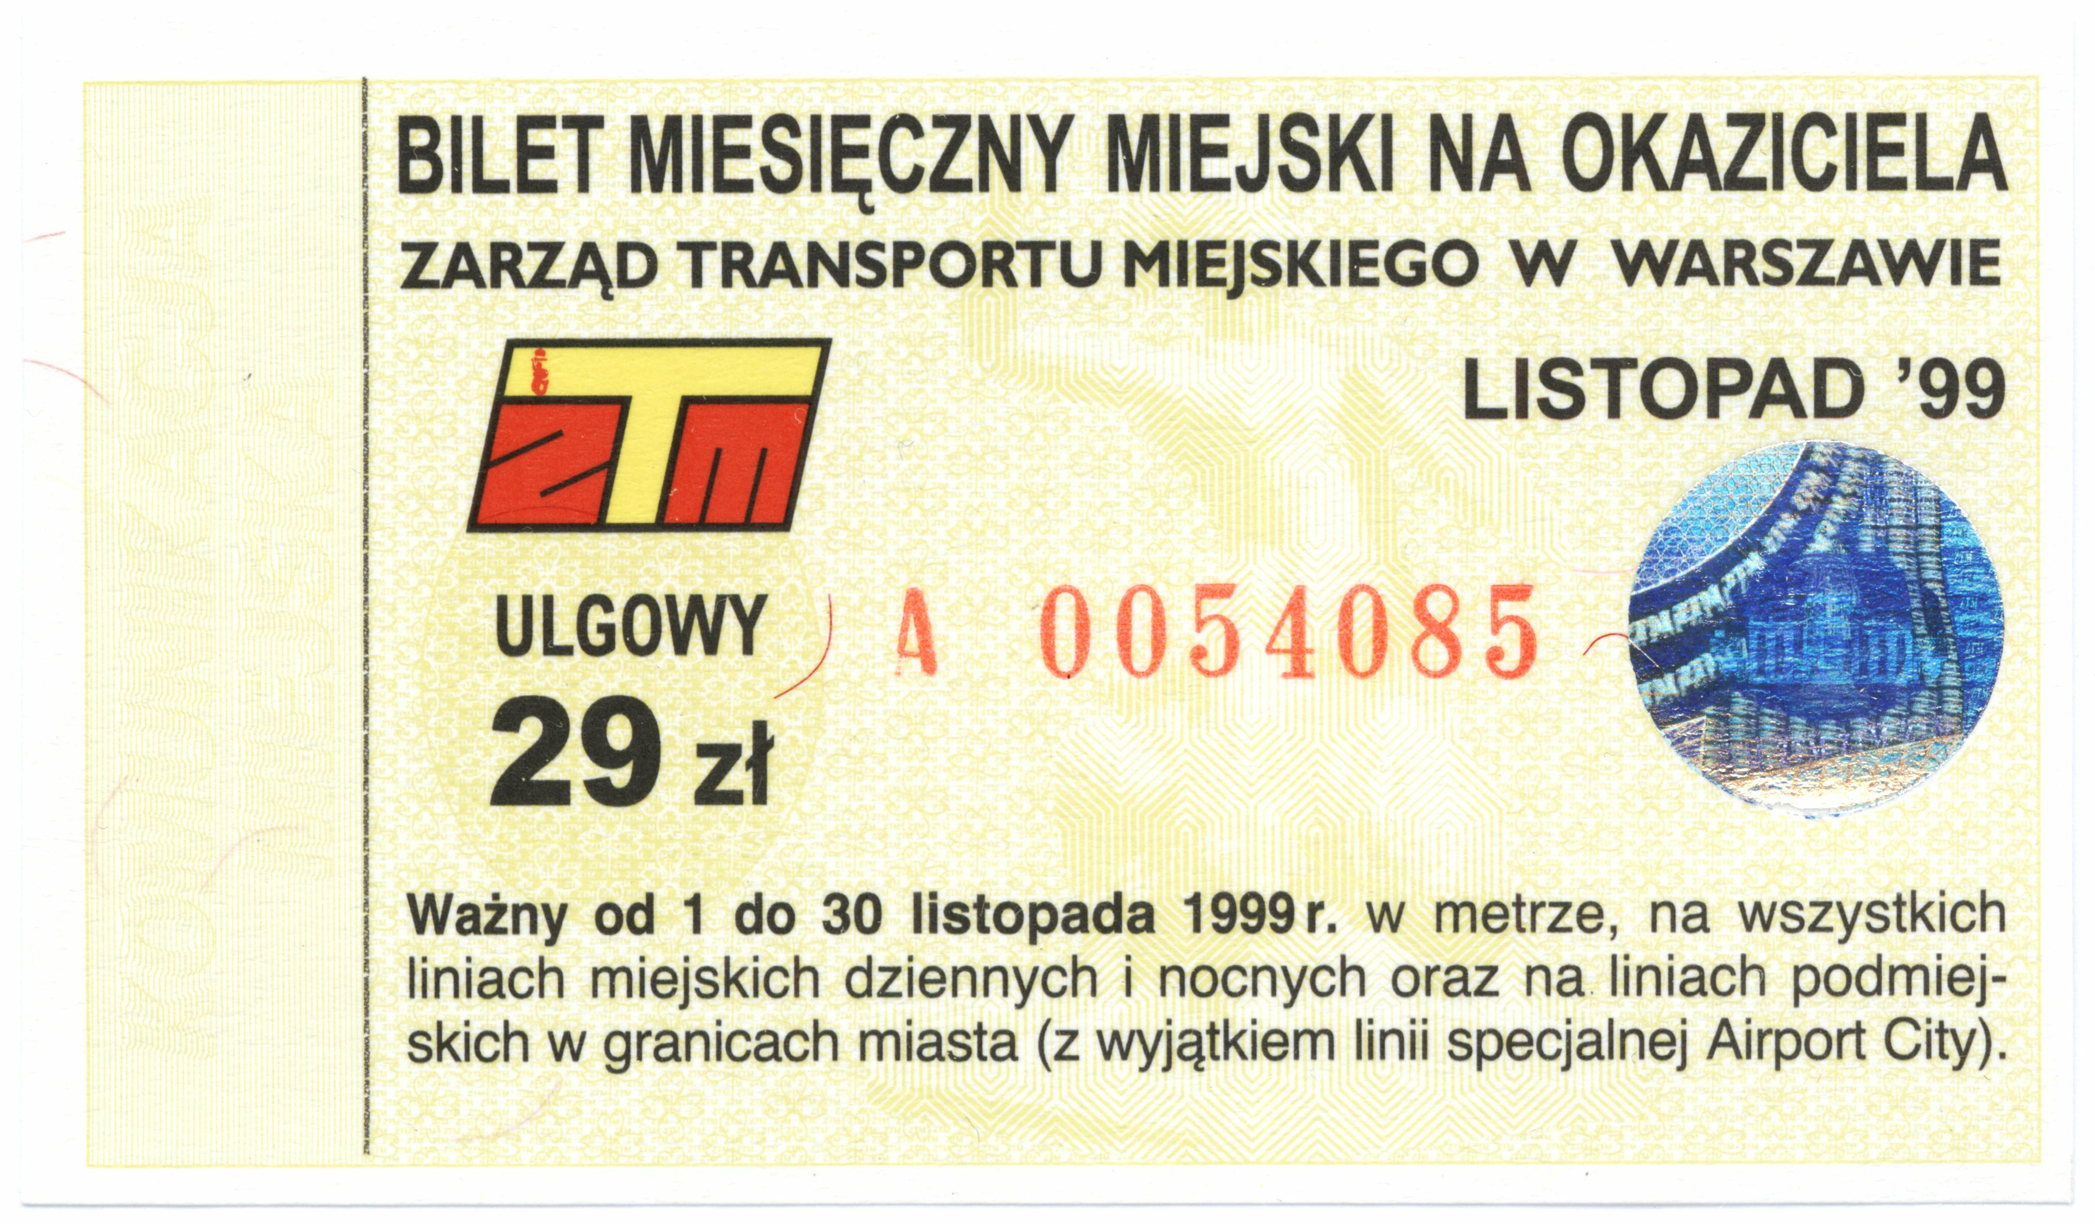 BILET MIESIĘCZNY MIEJSKI NA OKAZICIELA
ZARZĄD TRANSPORTU MIEJSKIEGO W WARSZAWIE
LISTOPAD ’99
ZTM
ULGOWY
A 0054085
29 zł
Ważny od 1 do 30 listopada 1999 r. w metrze, na wszystkich
liniach miejskich dziennych i nocnych oraz na liniach podmiej-
skich w granicach miasta (z wyjątkiem linii specjalnej Airport City).
KOMUNIKACJA
MIEJSKA